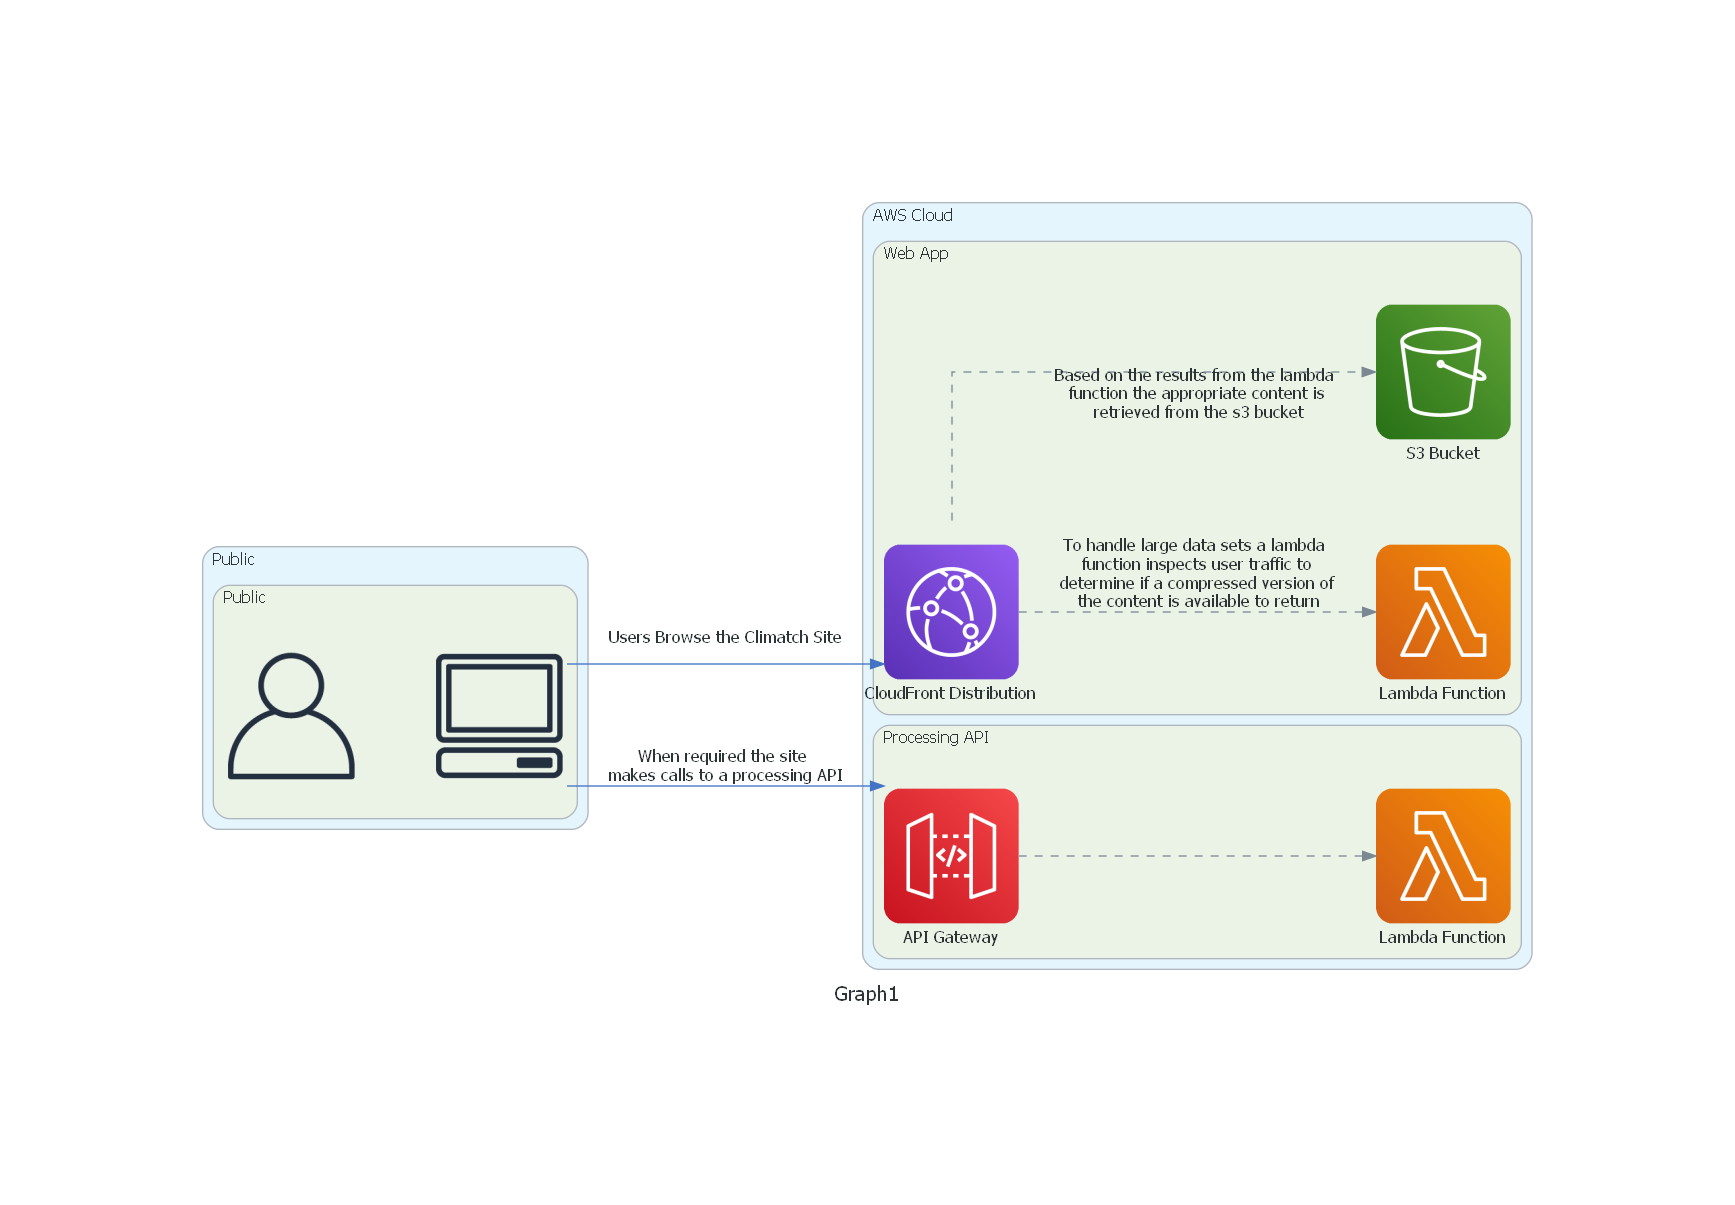 AWS Cloud
Web App
Based on the results from the lambda
function the appropriate content is
retrieved from the s3 bucket
S3 Bucket
To handle large data sets a lambda
function inspects user traffic to
determine if a compressed version of
the content is available to return
Public
Public
Users Browse the Climatch Site
CloudFront Distribution
Lambda Function
Processing API
When required the site
makes calls to a processing API
API Gateway
Lambda Function
Graph1